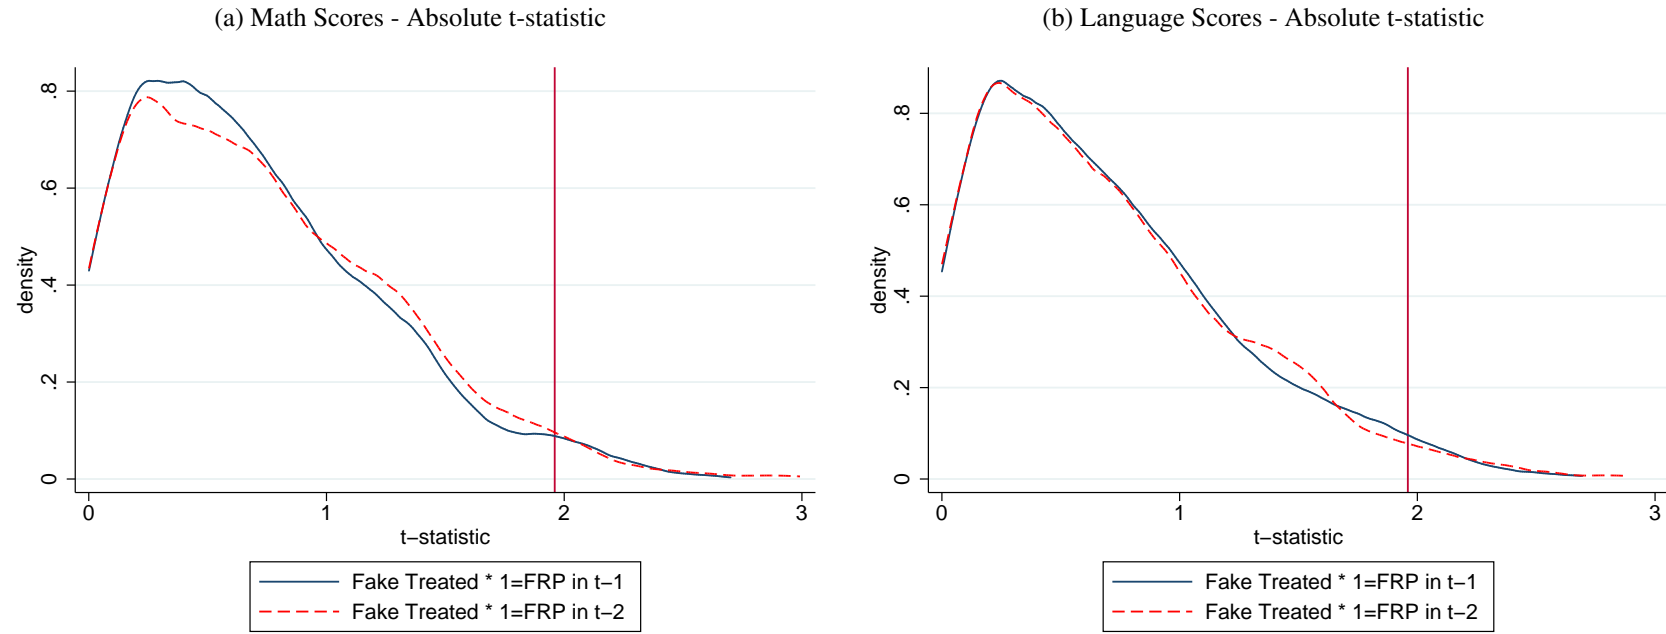 (a) Math Scores - Absolute t-statistic
.8
.6
.4
.2
0
density
0 1 2 3
t−statistic
Fake Treated * 1=FRP in t−1
Fake Treated * 1=FRP in t−2
(b) Language Scores - Absolute t-statistic
.8
.6
.4
.2
0
density
0 1 2 3
t−statistic
Fake Treated * 1=FRP in t−1
Fake Treated * 1=FRP in t−2